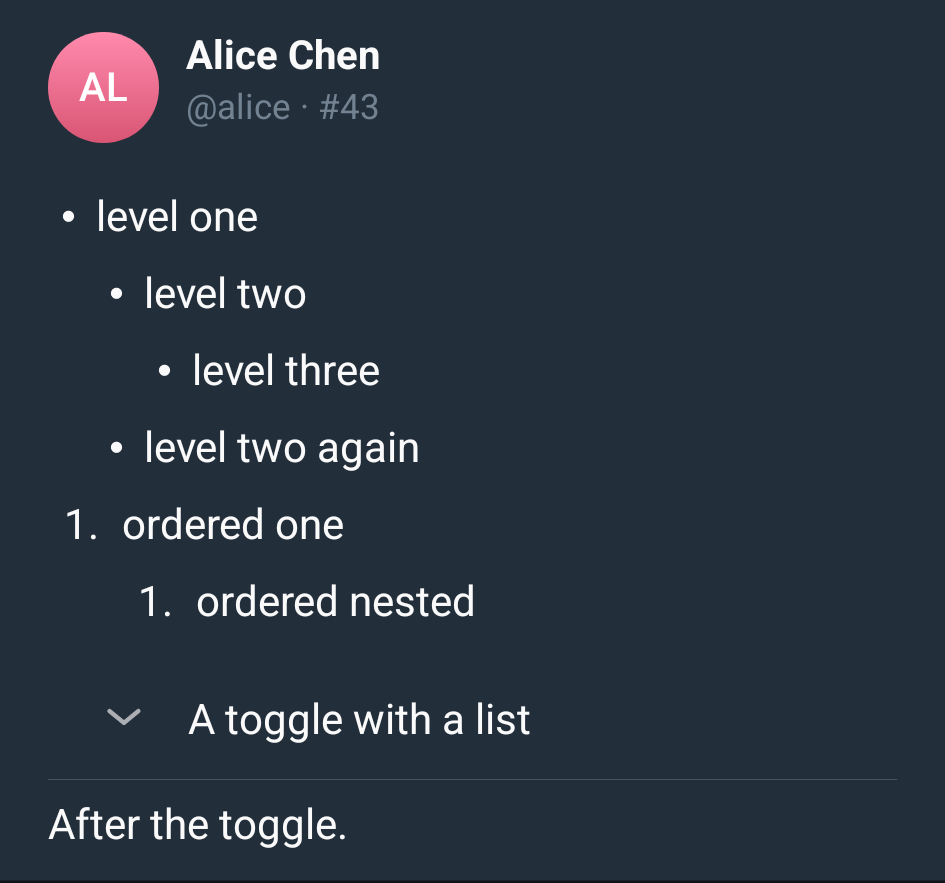 AL
Alice Chen
@alice · #43
• level one
• level two
• level three
• level two again
1. ordered one
1. ordered nested
A toggle with a list
After the toggle.